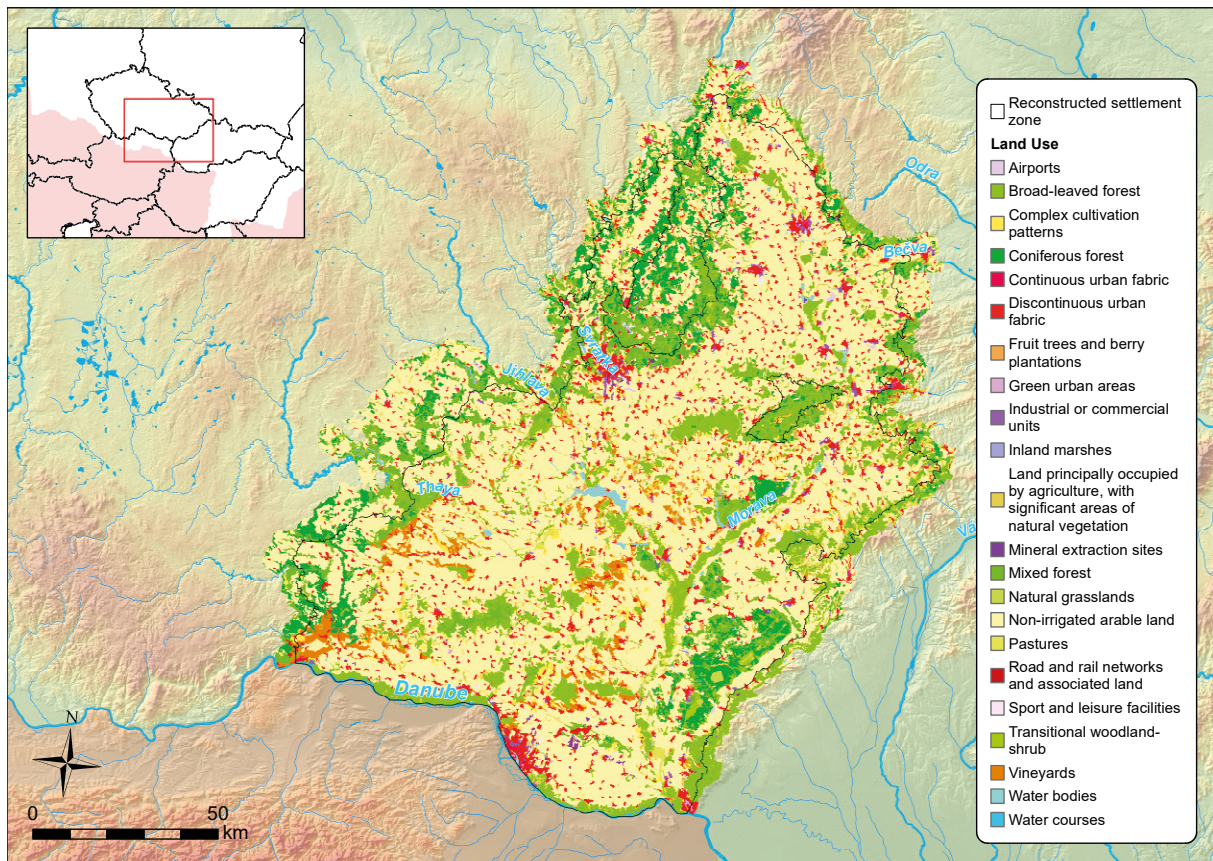 Odra
Bečva
Svratka
Jihlava
Thaya
Morava
Vá
Danube
N
0 50
km
Reconstructed settlement
zone
Land Use
Airports
Broad-leaved forest
Complex cultivation
patterns
Coniferous forest
Continuous urban fabric
Discontinuous urban
fabric
Fruit trees and berry
plantations
Green urban areas
Industrial or commercial
units
Inland marshes
Land principally occupied
by agriculture, with
significant areas of
natural vegetation
Mineral extraction sites
Mixed forest
Natural grasslands
Non-irrigated arable land
Pastures
Road and rail networks
and associated land
Sport and leisure facilities
Transitional woodland-
shrub
Vineyards
Water bodies
Water courses